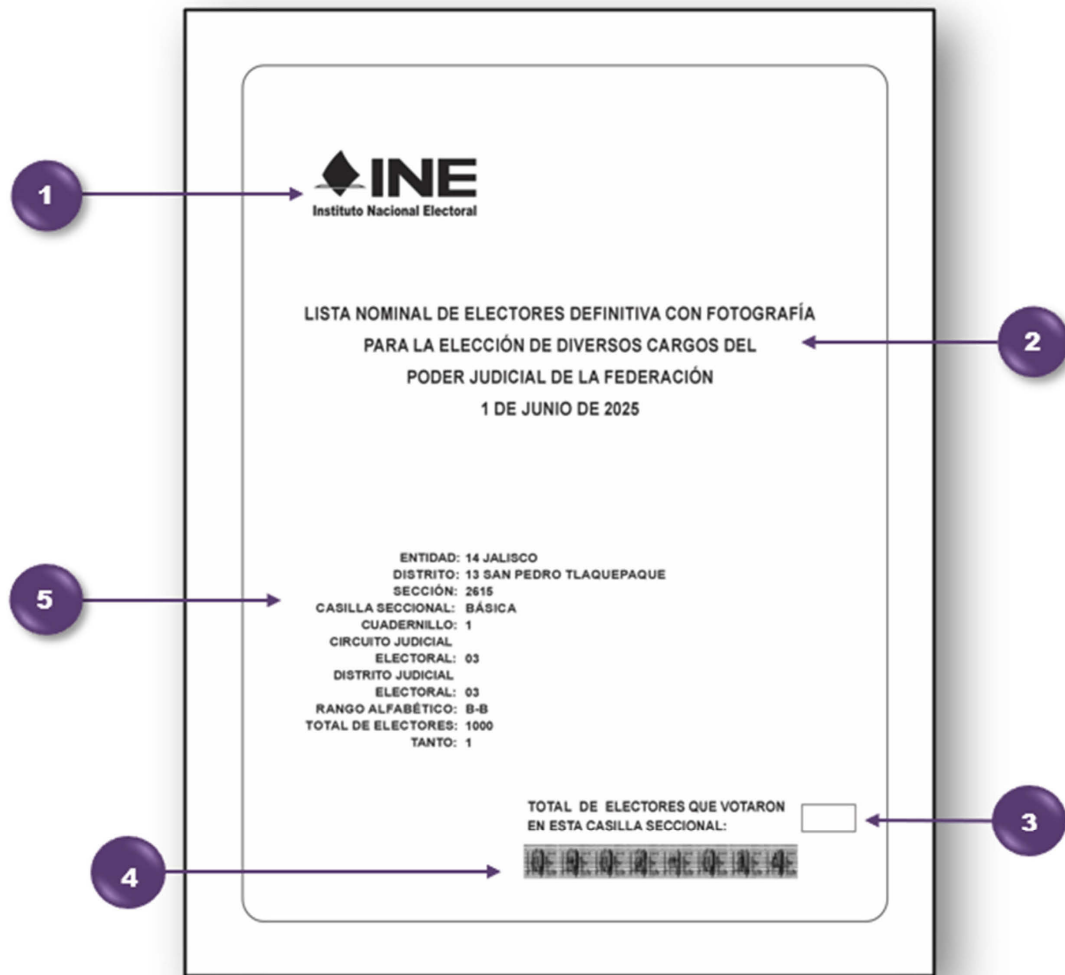 1
INE
Instituto Nacional Electoral
LISTA NOMINAL DE ELECTORES DEFINITIVA CON FOTOGRAFÍA
PARA LA ELECCIÓN DE DIVERSOS CARGOS DEL
2
PODER JUDICIAL DE LA FEDERACIÓN
1 DE JUNIO DE 2025
ENTIDAD: 14 JALISCO
DISTRITO: 13 SAN PEDRO TLAQUEPAQUE
5
SECCIÓN: 2615
CASILLA SECCIONAL: BÁSICA
CUADERNILLO: 1
CIRCUITO JUDICIAL
ELECTORAL: 03
DISTRITO JUDICIAL
ELECTORAL: 03
RANGO ALFABÉTICO: B-B
TOTAL DE ELECTORES: 1000
TANTO: 1
TOTAL DE ELECTORES QUE VOTARON
EN ESTA CASILLA SECCIONAL:
3
4